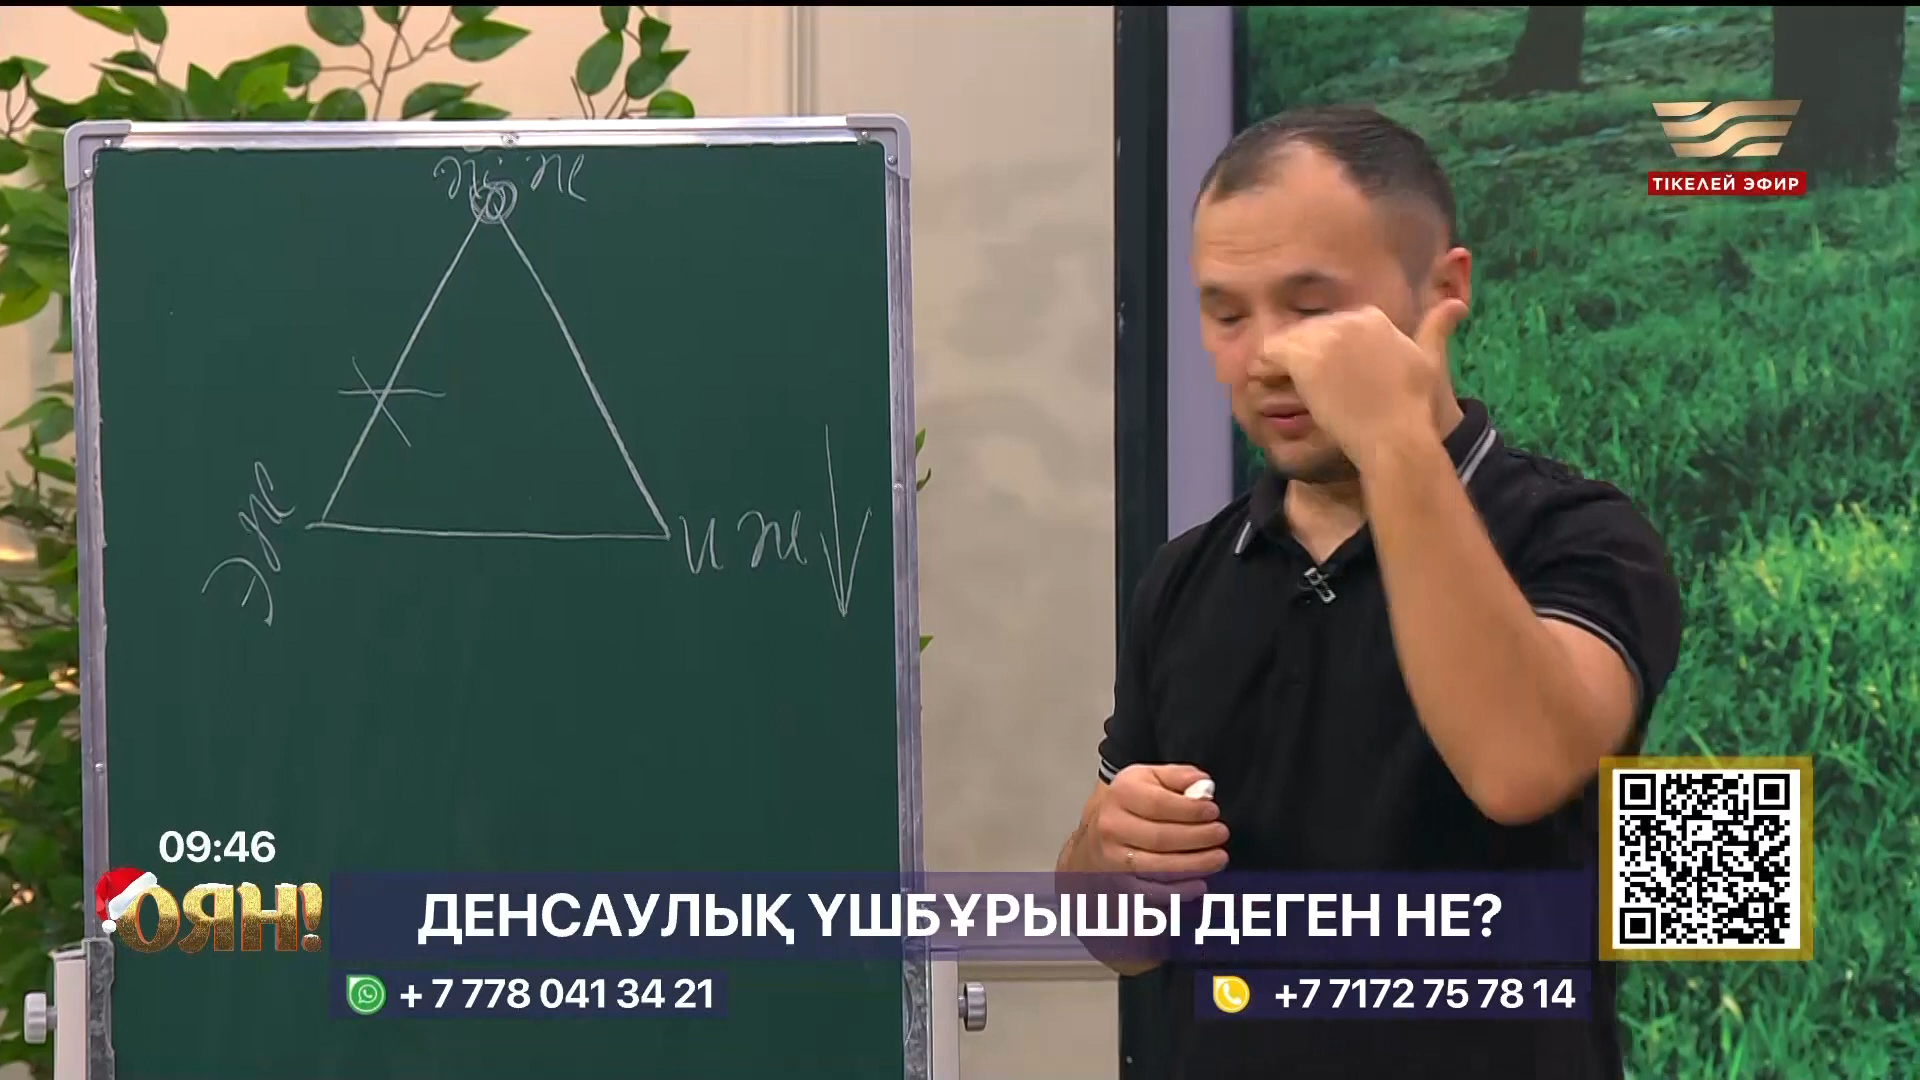 ТІКЕЛЕЙ ЭФИР
Н. Ж
Э Ж
И Ж
09:46
ОЯН!
ДЕНСАУЛЫҚ ҮШБҰРЫШЫ ДЕГЕН НЕ?
+ 7 778 041 34 21
+7 7172 75 78 14